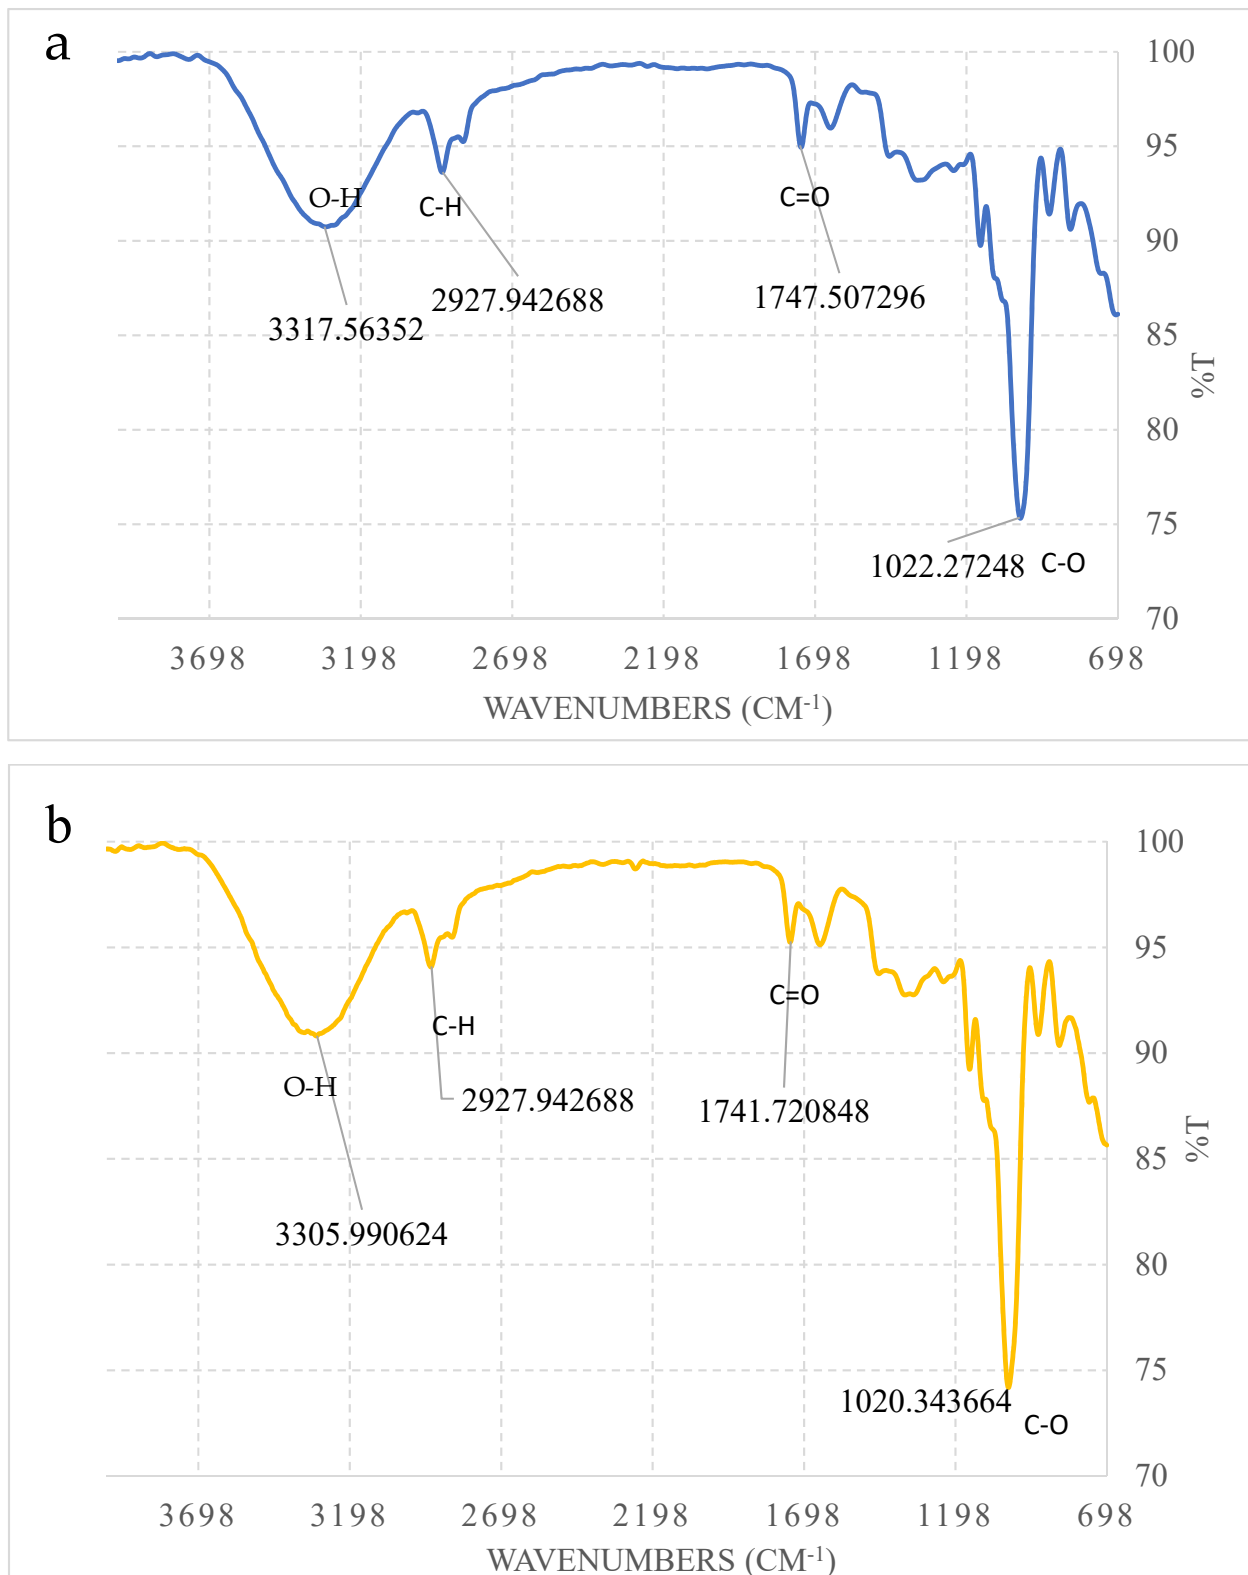 a
100
95
O-H
C-H
C=O
90
2927.942688
1747.507296
3317.56352
85
%T
80
75
1022.27248
C-O
70
3698
3198
2698
2198
1698
1198
698
WAVENUMBERS (CM-1)
b
100
95
C=O
C-H
90
O-H
2927.942688
1741.720848
%T
85
3305.990624
80
75
1020.343664
C-O
70
3698
3198
2698
2198
1698
1198
698
WAVENUMBERS (CM-1)